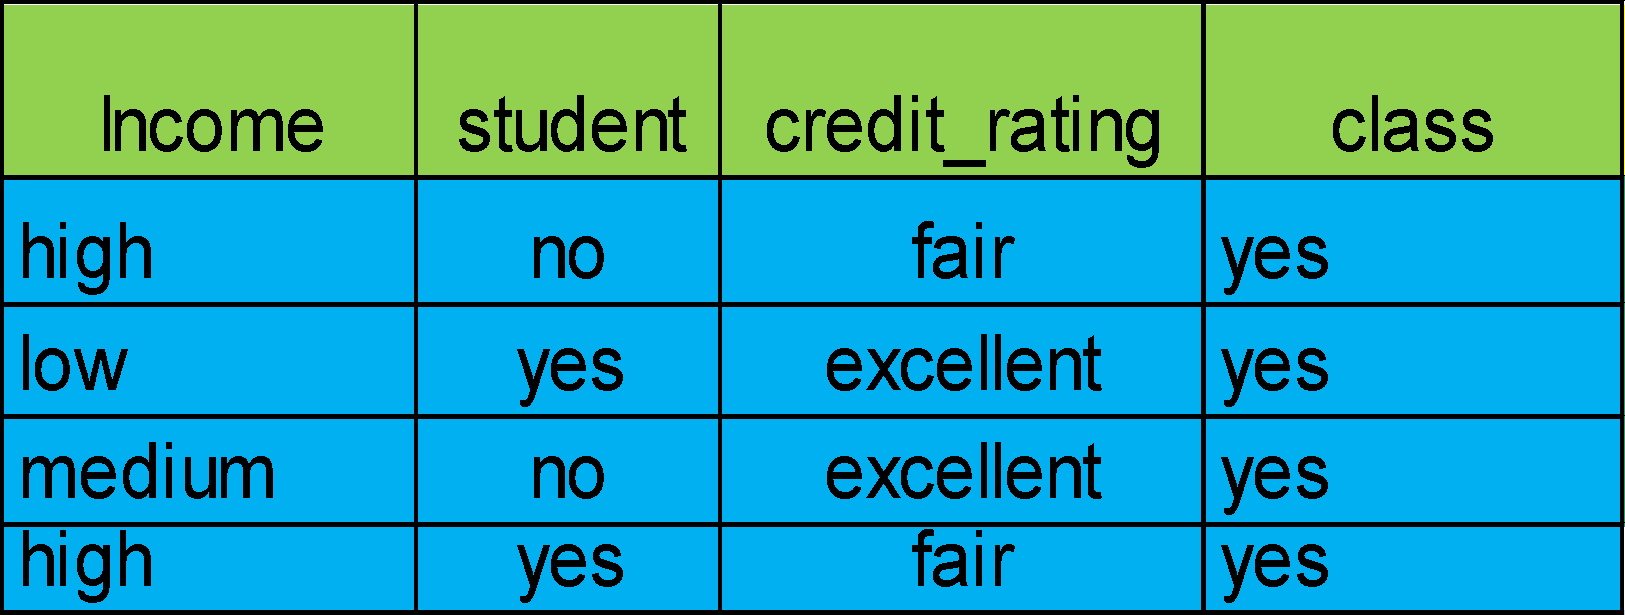 Income student credit_rating class
high no fair yes
low yes excellent yes
medium no excellent yes
high yes fair yes